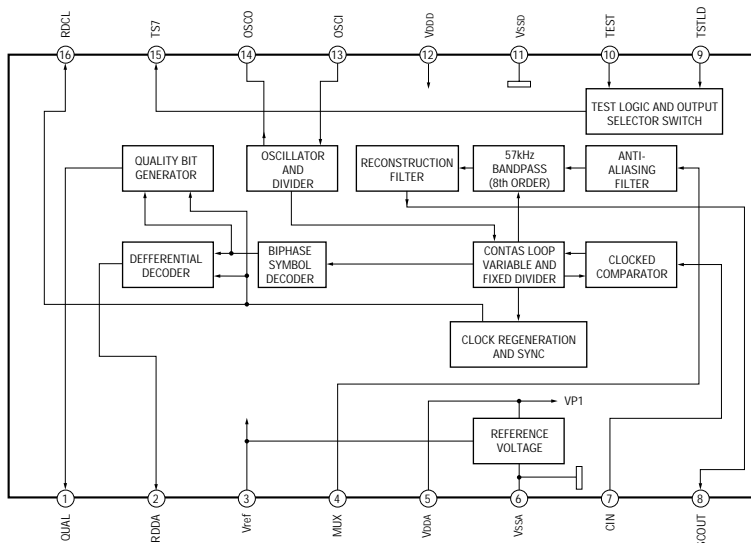 RDCL
TS7
OSCO
OSCI
VDDD
VSSD
TEST
TSTLD
16
15
14
13
12
11
10
9
TEST LOGIC AND OUTPUT
SELECTOR SWITCH
QUALITY BIT
GENERATOR
OSCILLATOR
AND
DIVIDER
RECONSTRUCTION
FILTER
57kHz
BANDPASS
(8th ORDER)
ANTI-
ALIASING
FILTER
DEFFERENTIAL
DECODER
BIPHASE
SYMBOL
DECODER
CONTAS LOOP
VARIABLE AND
FIXED DIVIDER
CLOCKED
COMPARATOR
CLOCK REGENERATION
AND SYNC
VP1
REFERENCE
VOLTAGE
1
2
3
4
5
6
7
8
QUAL
RDDA
Vref
MUX
VDDA
VSSA
CIN
SCOUT